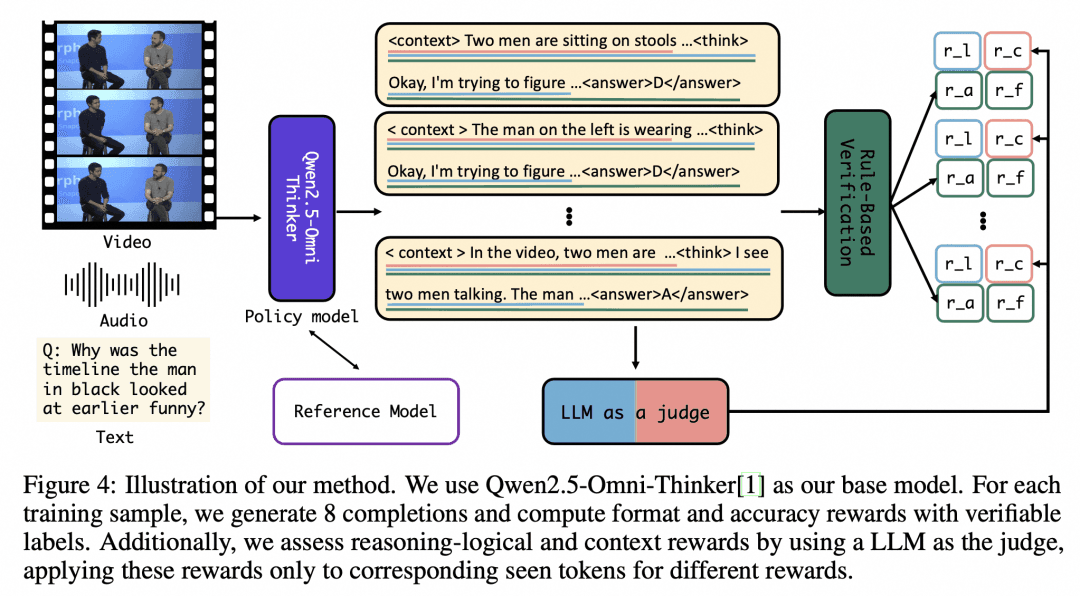 <context> Two men are sitting on stools ...<think>
Okay, I'm trying to figure ...<answer>D</answer>
< context > The man on the left is wearing ...<think>
Okay, I'm trying to figure ...<answer>D</answer>
< context > In the video, two men are ...<think> I see
two men talking. The man ...<answer>A</answer>
Video
Audio
Q: Why was the
timeline the man
in black looked
at earlier funny?
Text
Qwen2.5-Omni
Thinker
Policy model
Reference Model
LLM as a judge
Rule-Based
Verification
r_l r_c
r_a r_f
r_l r_c
r_a r_f
r_l r_c
r_a r_f
Figure 4: Illustration of our method. We use Qwen2.5-Omni-Thinker[1] as our base model. For each
training sample, we generate 8 completions and compute format and accuracy rewards with verifiable
labels. Additionally, we assess reasoning-logical and context rewards by using a LLM as the judge,
applying these rewards only to corresponding seen tokens for different rewards.